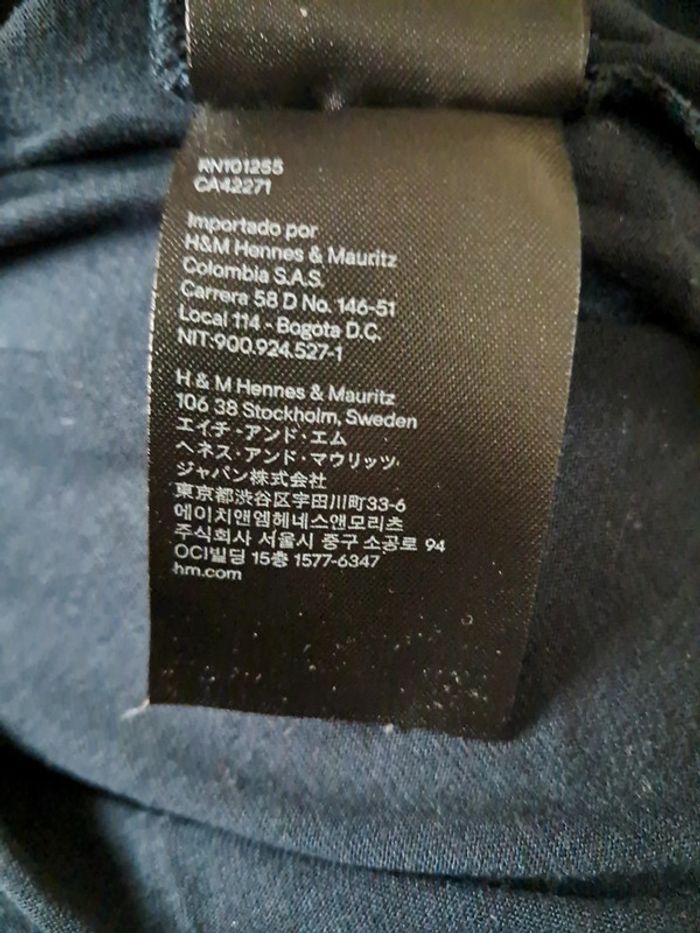 RN101255
CA42271
Importado por
H&M Hennes & Mauritz
Colombia S.A.S.
Carrera 58 D No. 146-51
Local 114 - Bogota D.C.
NIT:900.924.527-1
H & M Hennes & Mauritz
106 38 Stockholm, Sweden
エイチ・アンド・エム
ヘネス・アンド・マウリッツ・
ジャパン株式会社
東京都渋谷区宇田川町33-6
에이치앤엠헤네스앤모리츠
주식회사 서울시 중구 소공로 94
OCI빌딩 15층 1577-6347
hm.com